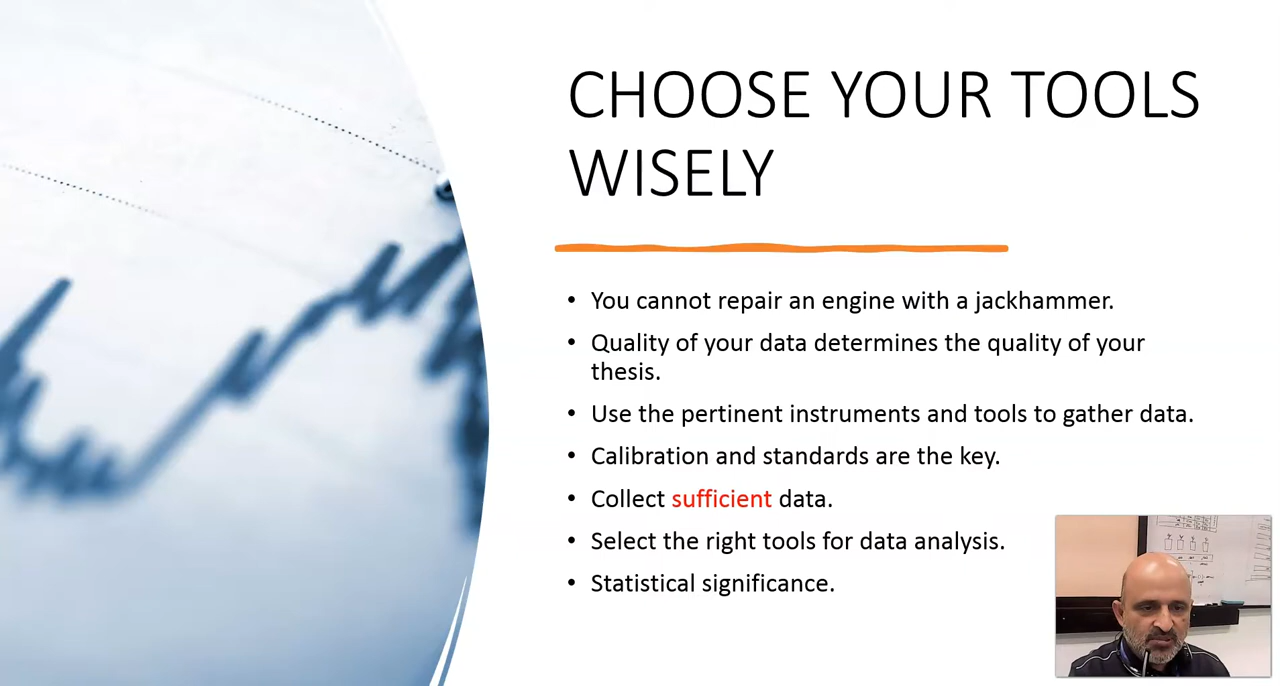 CHOOSE YOUR TOOLS
WISELY
• You cannot repair an engine with a jackhammer.
• Quality of your data determines the quality of your
thesis.
• Use the pertinent instruments and tools to gather data.
• Calibration and standards are the key.
• Collect sufficient data.
• Select the right tools for data analysis.
• Statistical significance.